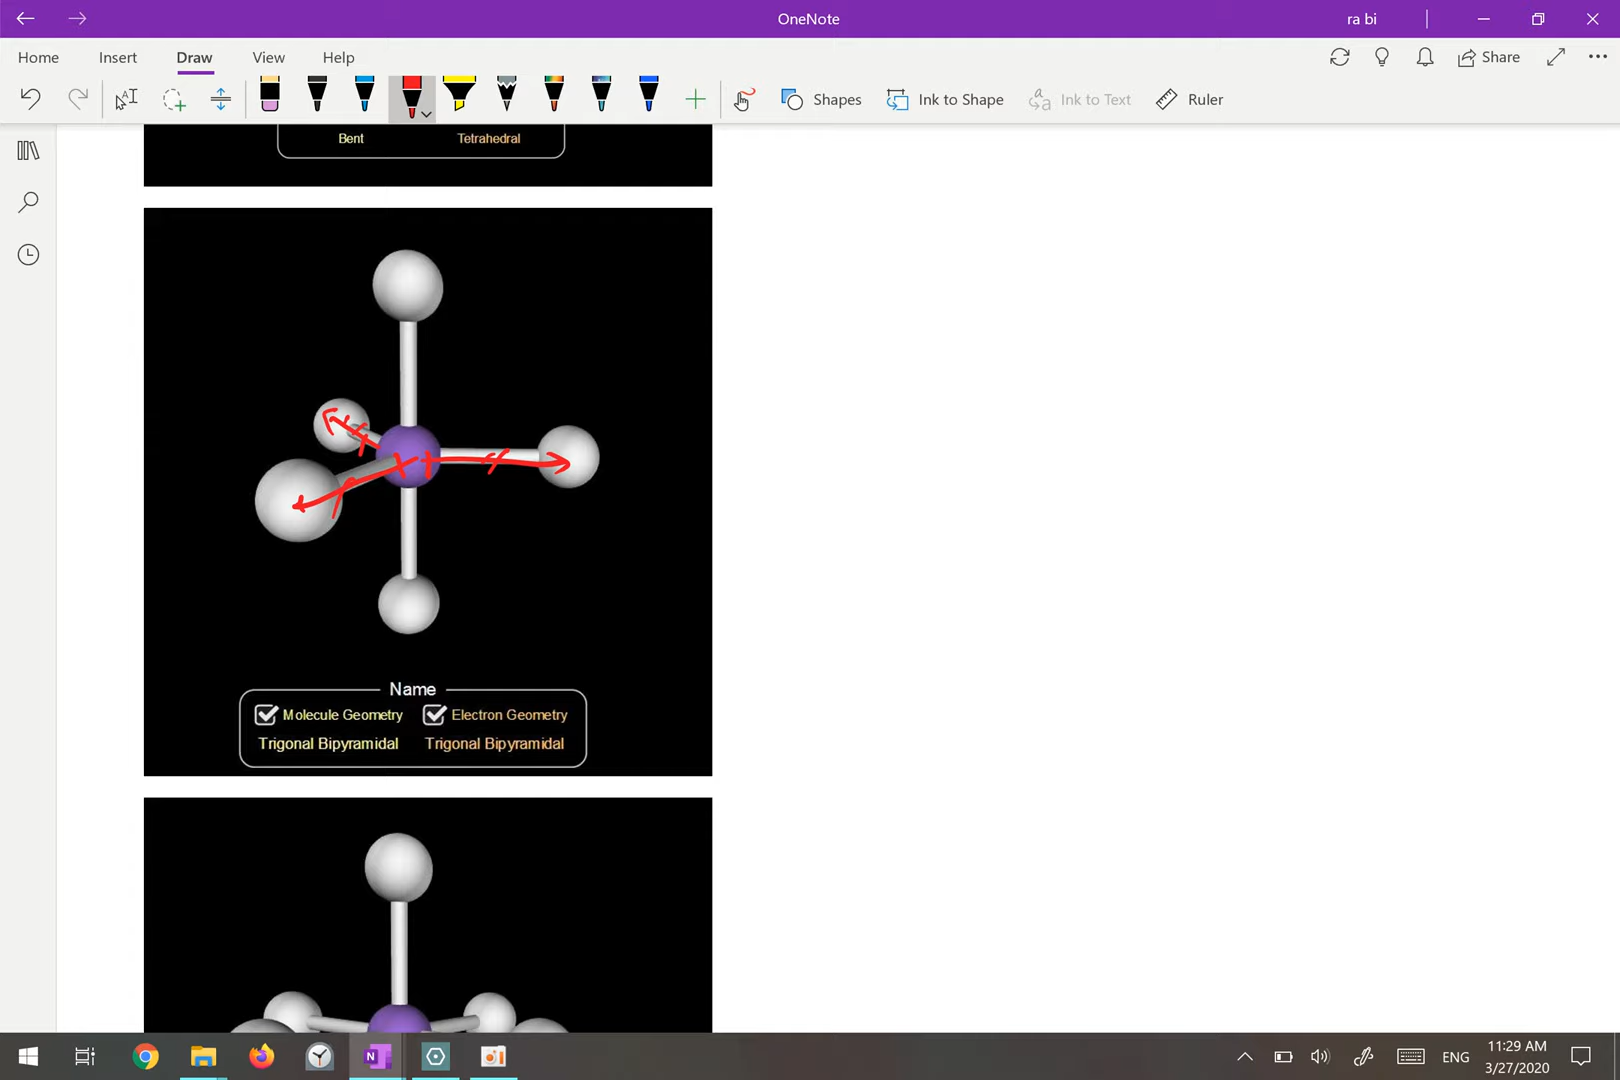 OneNote
ra bi
Home Insert Draw View Help
Share
Shapes Ink to Shape Ink to Text Ruler
Bent Tetrahedral
Name
Molecule Geometry Electron Geometry
Trigonal Bipyramidal Trigonal Bipyramidal
ENG
11:29 AM
3/27/2020